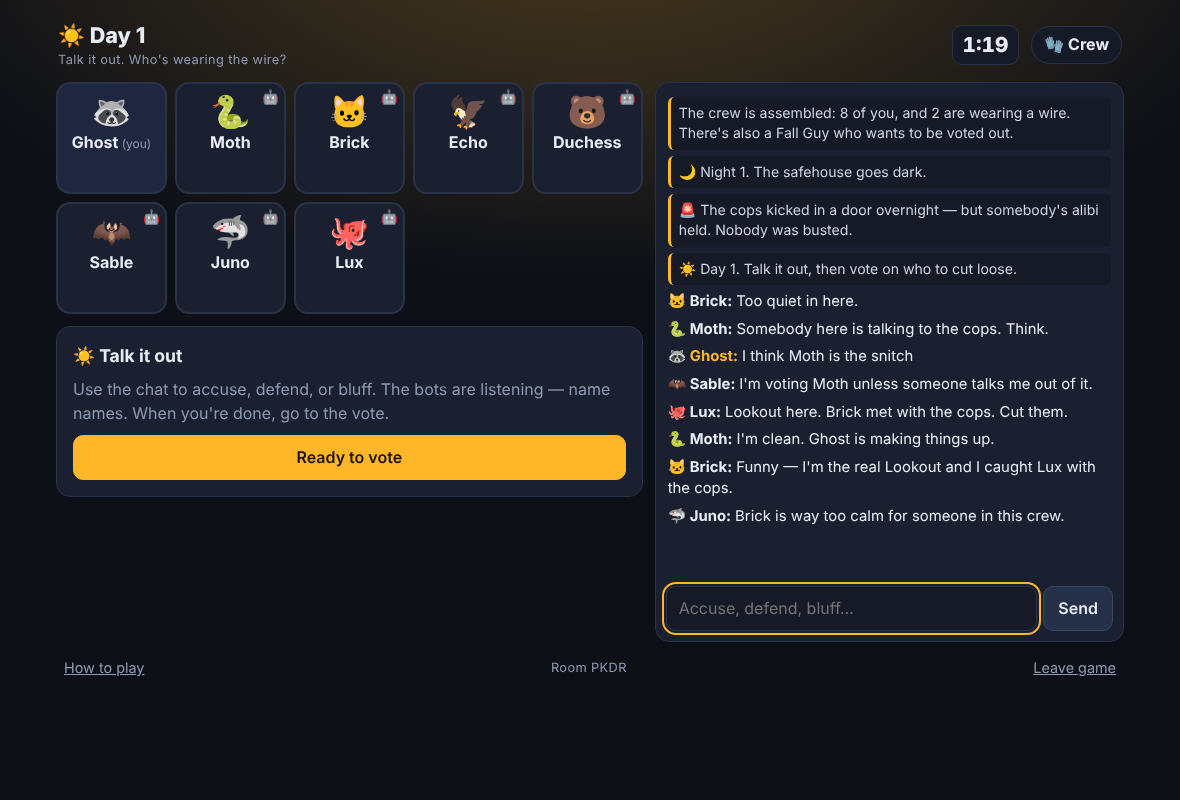 ☀️ Day 1
Talk it out. Who's wearing the wire?
1:19
🧤 Crew
Ghost (you)
Moth
Brick
Echo
Duchess
Sable
Juno
Lux
☀️ Talk it out
Use the chat to accuse, defend, or bluff. The bots are listening — name
names. When you're done, go to the vote.
Ready to vote
The crew is assembled: 8 of you, and 2 are wearing a wire.
There's also a Fall Guy who wants to be voted out.
🌙 Night 1. The safehouse goes dark.
🚨 The cops kicked in a door overnight — but somebody's alibi
held. Nobody was busted.
☀️ Day 1. Talk it out, then vote on who to cut loose.
🐱 Brick: Too quiet in here.
🐍 Moth: Somebody here is talking to the cops. Think.
🦝 Ghost: I think Moth is the snitch
🦇 Sable: I'm voting Moth unless someone talks me out of it.
🐙 Lux: Lookout here. Brick met with the cops. Cut them.
🐍 Moth: I'm clean. Ghost is making things up.
🐱 Brick: Funny — I'm the real Lookout and I caught Lux with
the cops.
🦈 Juno: Brick is way too calm for someone in this crew.
Accuse, defend, bluff...
Send
How to play
Room PKDR
Leave game